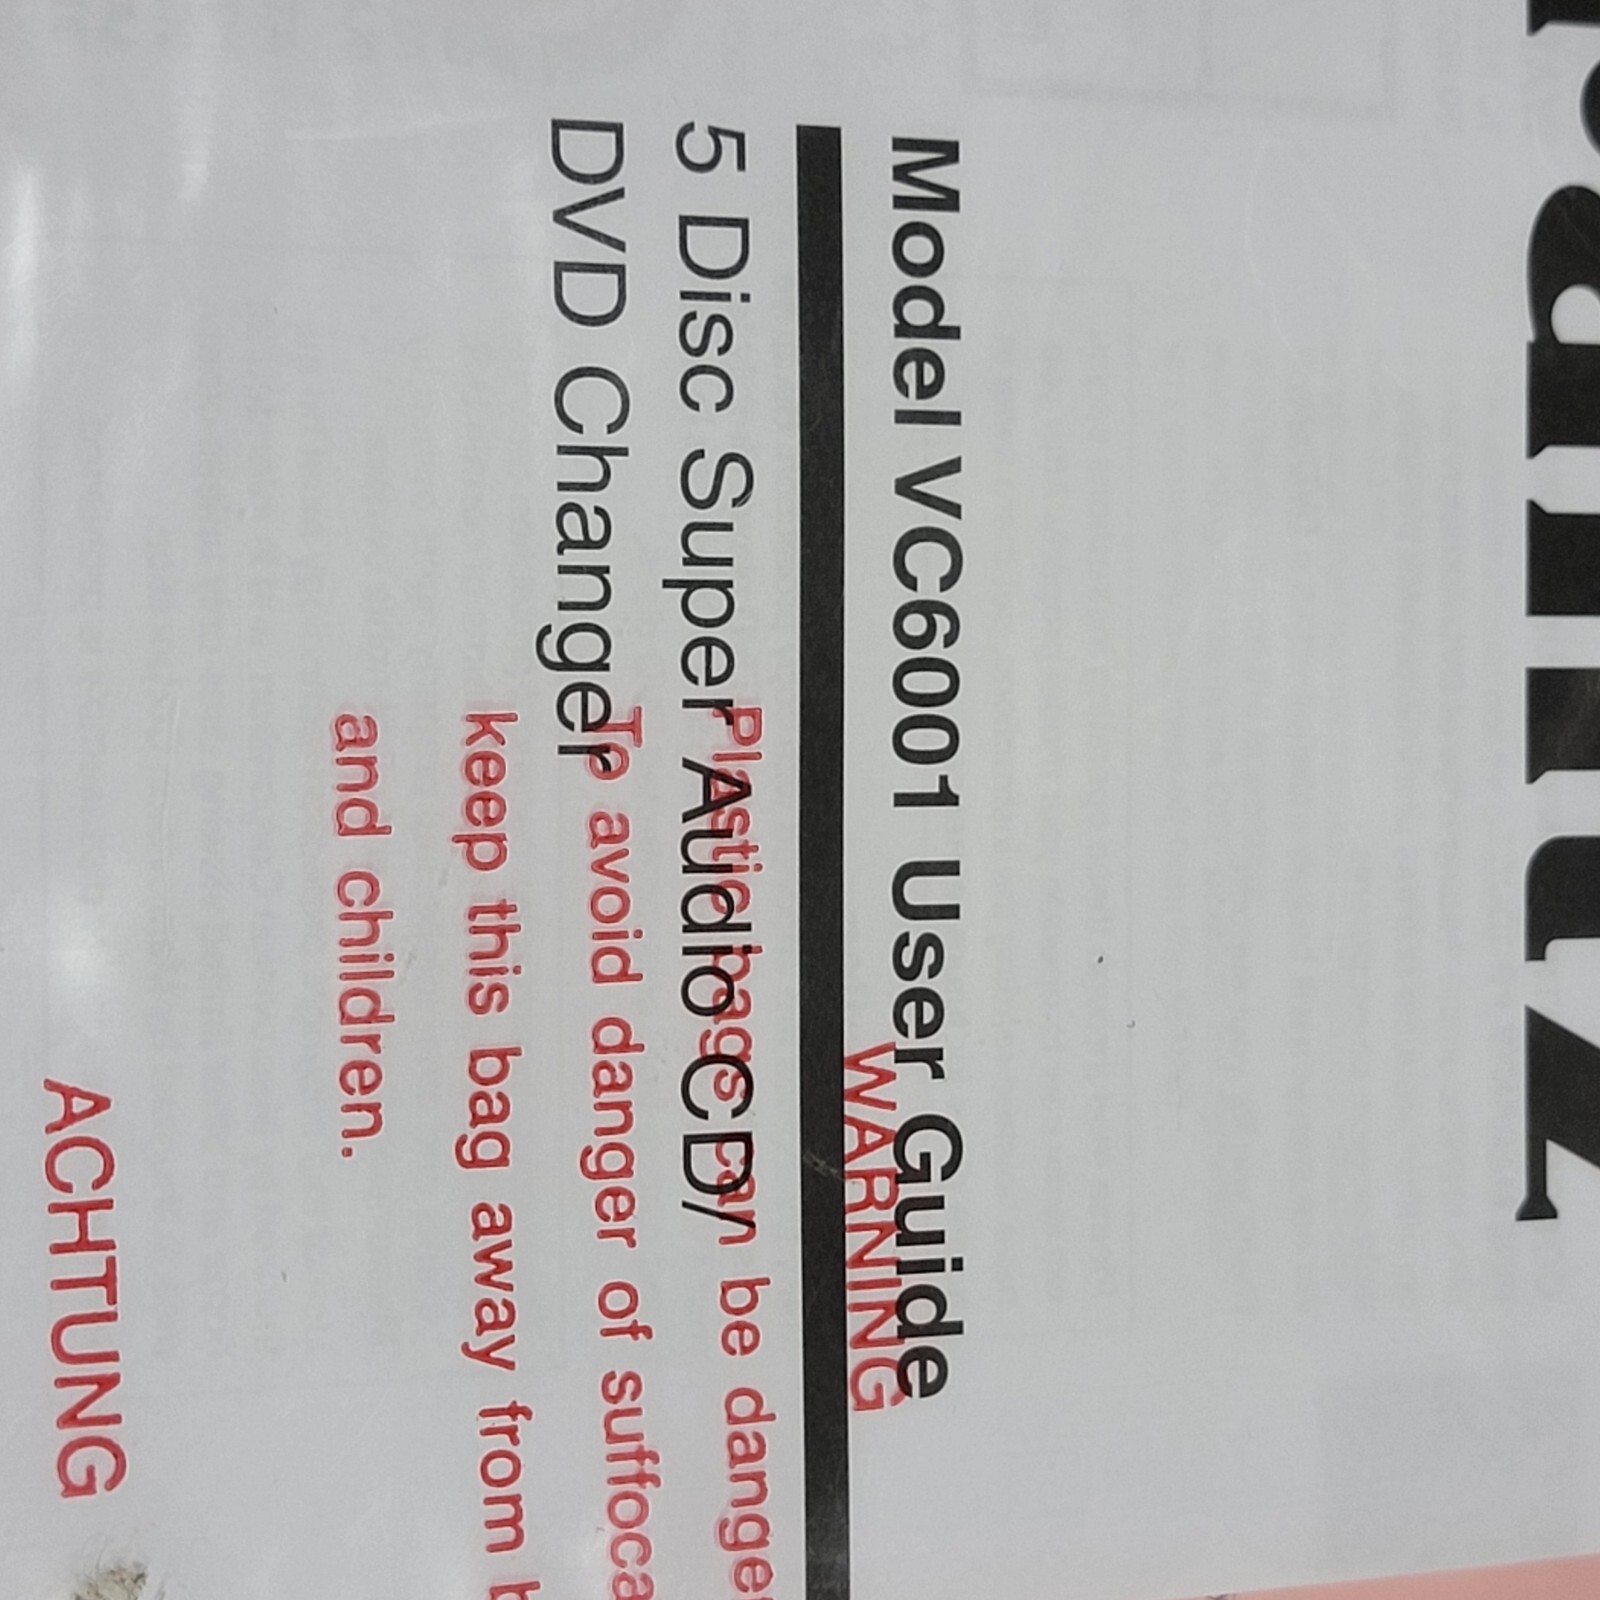 Model VC6001 User Guide
5 Disc Super Audio CD/
DVD Changer
WARNING
Plastic bags can be danger
To avoid danger of suffoca
keep this bag away from b
and children.
ACHTUNG